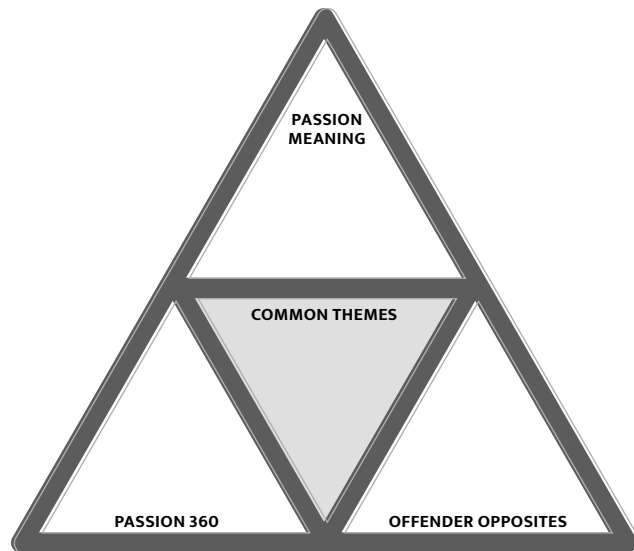 PASSION
MEANING
COMMON THEMES
PASSION 360
OFFENDER OPPOSITES